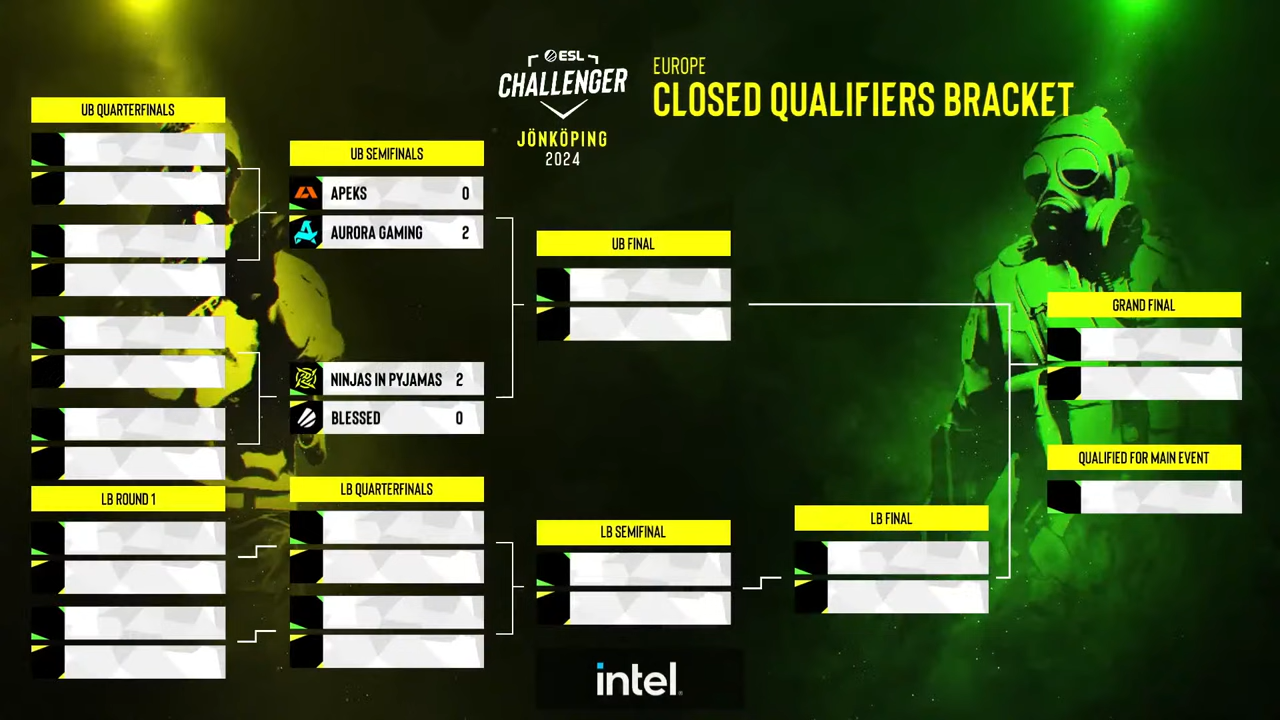 ESL
CHALLENGER
JÖNKÖPING
2024
EUROPE
CLOSED QUALIFIERS BRACKET
UB QUARTERFINALS
UB SEMIFINALS
APEKS 0
AURORA GAMING 2
NINJAS IN PYJAMAS 2
BLESSED 0
UB FINAL
GRAND FINAL
QUALIFIED FOR MAIN EVENT
LB ROUND 1
LB QUARTERFINALS
LB SEMIFINAL
LB FINAL
intel.